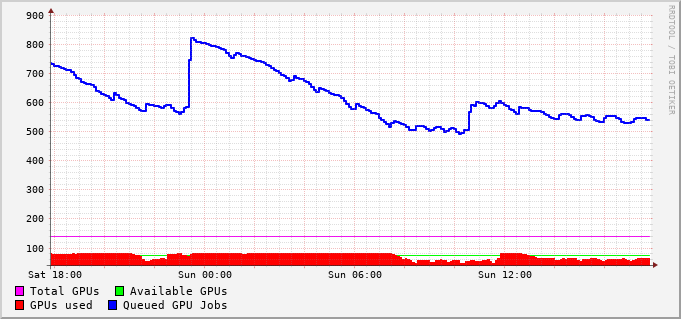 900
800
700
600
500
400
300
200
100
Sat 18:00 Sun 00:00 Sun 06:00 Sun 12:00
Total GPUs Available GPUs
GPUs used Queued GPU Jobs
RRDTOOL / TOBI OETIKER